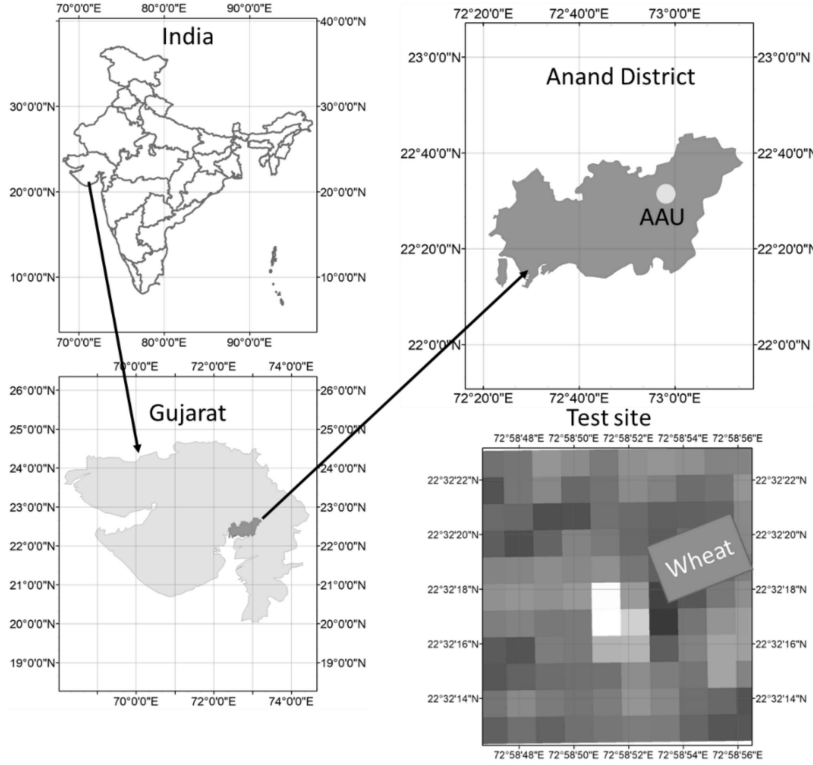 70°0'0"E 80°0'0"E 90°0'0"E
India
40°0'0"N
30°0'0"N 30°0'0"N
20°0'0"N 20°0'0"N
10°0'0"N 10°0'0"N
70°0'0"E 80°0'0"E 90°0'0"E
72°20'0"E 72°40'0"E 73°0'0"E
23°0'0"N 23°0'0"N
Anand District
22°40'0"N 22°40'0"N
AAU
22°20'0"N 22°20'0"N
22°0'0"N 22°0'0"N
72°20'0"E 72°40'0"E 73°0'0"E
70°0'0"E 72°0'0"E 74°0'0"E
26°0'0"N 26°0'0"N
Gujarat
25°0'0"N 25°0'0"N
24°0'0"N 24°0'0"N
23°0'0"N 23°0'0"N
22°0'0"N 22°0'0"N
21°0'0"N 21°0'0"N
20°0'0"N 20°0'0"N
19°0'0"N 19°0'0"N
70°0'0"E 72°0'0"E 74°0'0"E
Test site
72°58'48"E 72°58'50"E 72°58'52"E 72°58'54"E 72°58'56"E
22°32'22"N 22°32'22"N
22°32'20"N 22°32'20"N
Wheat
22°32'18"N 22°32'18"N
22°32'16"N 22°32'16"N
22°32'14"N 22°32'14"N
72°58'48"E 72°58'50"E 72°58'52"E 72°58'54"E 72°58'56"E